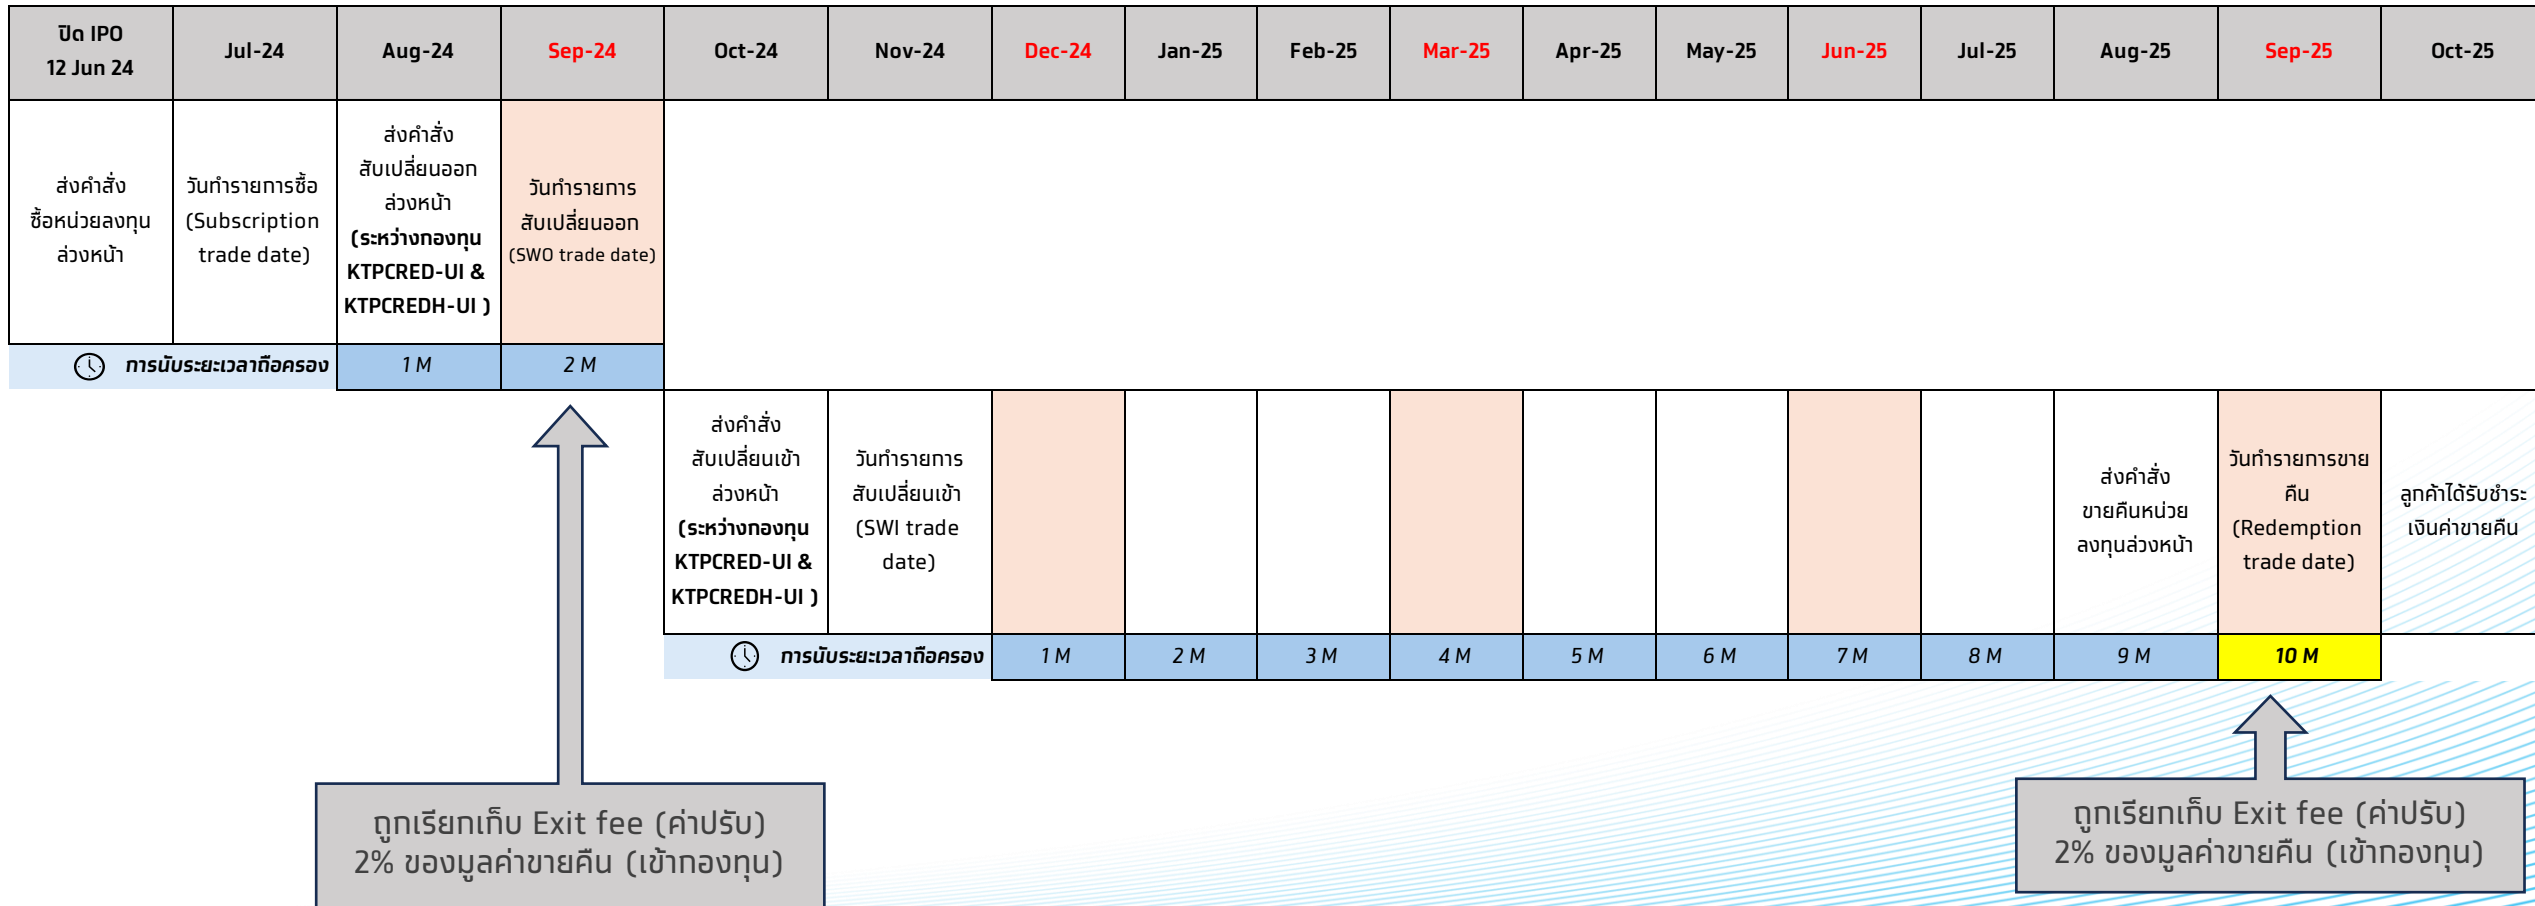 ปิด IPO
12 Jun 24
Jul-24
Aug-24
Sep-24
Oct-24
Nov-24
Dec-24
Jan-25
Feb-25
Mar-25
Apr-25
May-25
Jun-25
Jul-25
Aug-25
Sep-25
Oct-25
ส่งคำสั่ง
ซื้อหน่วยลงทุน
ล่วงหน้า
วันทำรายการซื้อ
(Subscription
trade date)
ส่งคำสั่ง
สับเปลี่ยนออก
ล่วงหน้า
(ระหว่างกองทุน
KTPCRED-UI &
KTPCREDH-UI )
วันทำรายการ
สับเปลี่ยนออก
(SWO trade date)
การนับระยะเวลาถือครอง
1 M
2 M
ส่งคำสั่ง
สับเปลี่ยนเข้า
ล่วงหน้า
(ระหว่างกองทุน
KTPCRED-UI &
KTPCREDH-UI )
วันทำรายการ
สับเปลี่ยนเข้า
(SWI trade
date)
ส่งคำสั่ง
ขายคืนหน่วย
ลงทุนล่วงหน้า
วันทำรายการขาย
คืน
(Redemption
trade date)
ลูกค้าได้รับชำระ
เงินค่าขายคืน
การนับระยะเวลาถือครอง
1 M
2 M
3 M
4 M
5 M
6 M
7 M
8 M
9 M
10 M
ถูกเรียกเก็บ Exit fee (ค่าปรับ)
2% ของมูลค่าขายคืน (เข้ากองทุน)
ถูกเรียกเก็บ Exit fee (ค่าปรับ)
2% ของมูลค่าขายคืน (เข้ากองทุน)